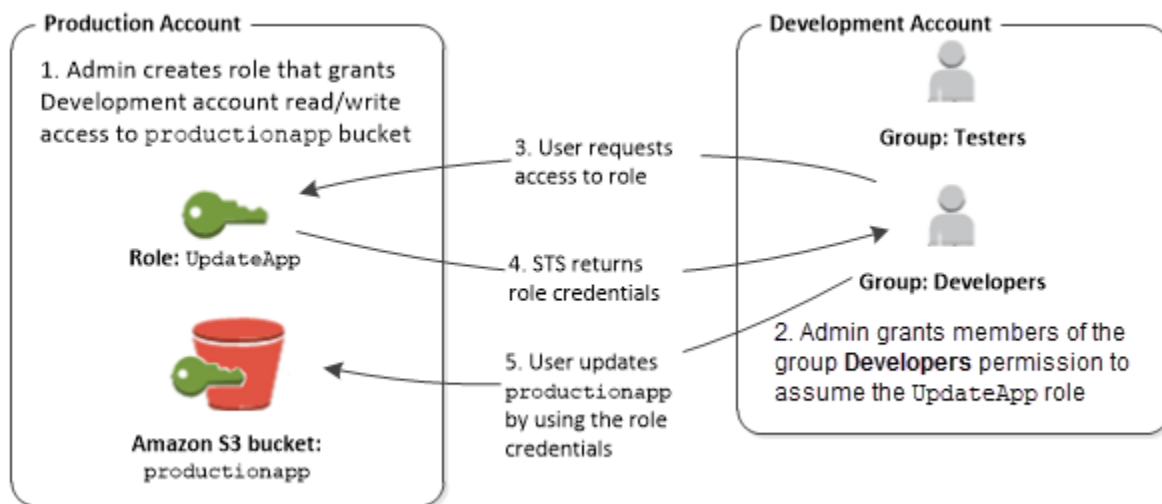 Production Account
1. Admin creates role that grants
Development account read/write
access to productionapp bucket
Role: UpdateApp
Amazon S3 bucket:
productionapp
3. User requests
access to role
4. STS returns
role credentials
5. User updates
productionapp
by using the role
credentials
Development Account
Group: Testers
Group: Developers
2. Admin grants members of the
group Developers permission to
assume the UpdateApp role